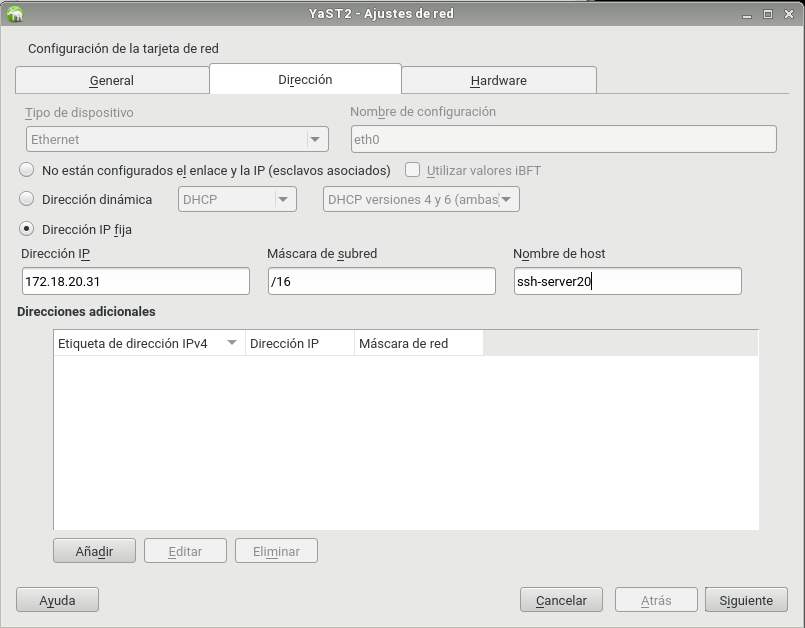 YaST2 - Ajustes de red
Configuración de la tarjeta de red
General Dirección Hardware
Tipo de dispositivo Nombre de configuración
Ethernet eth0
No están configurados el enlace y la IP (esclavos asociados) Utilizar valores iBFT
Dirección dinámica DHCP DHCP versiones 4 y 6 (ambas
Dirección IP fija
Dirección IP Máscara de subred Nombre de host
172.18.20.31 /16 ssh-server20
Direcciones adicionales
Etiqueta de dirección IPv4 Dirección IP Máscara de red
Añadir Editar Eliminar
Ayuda Cancelar Atrás Siguiente